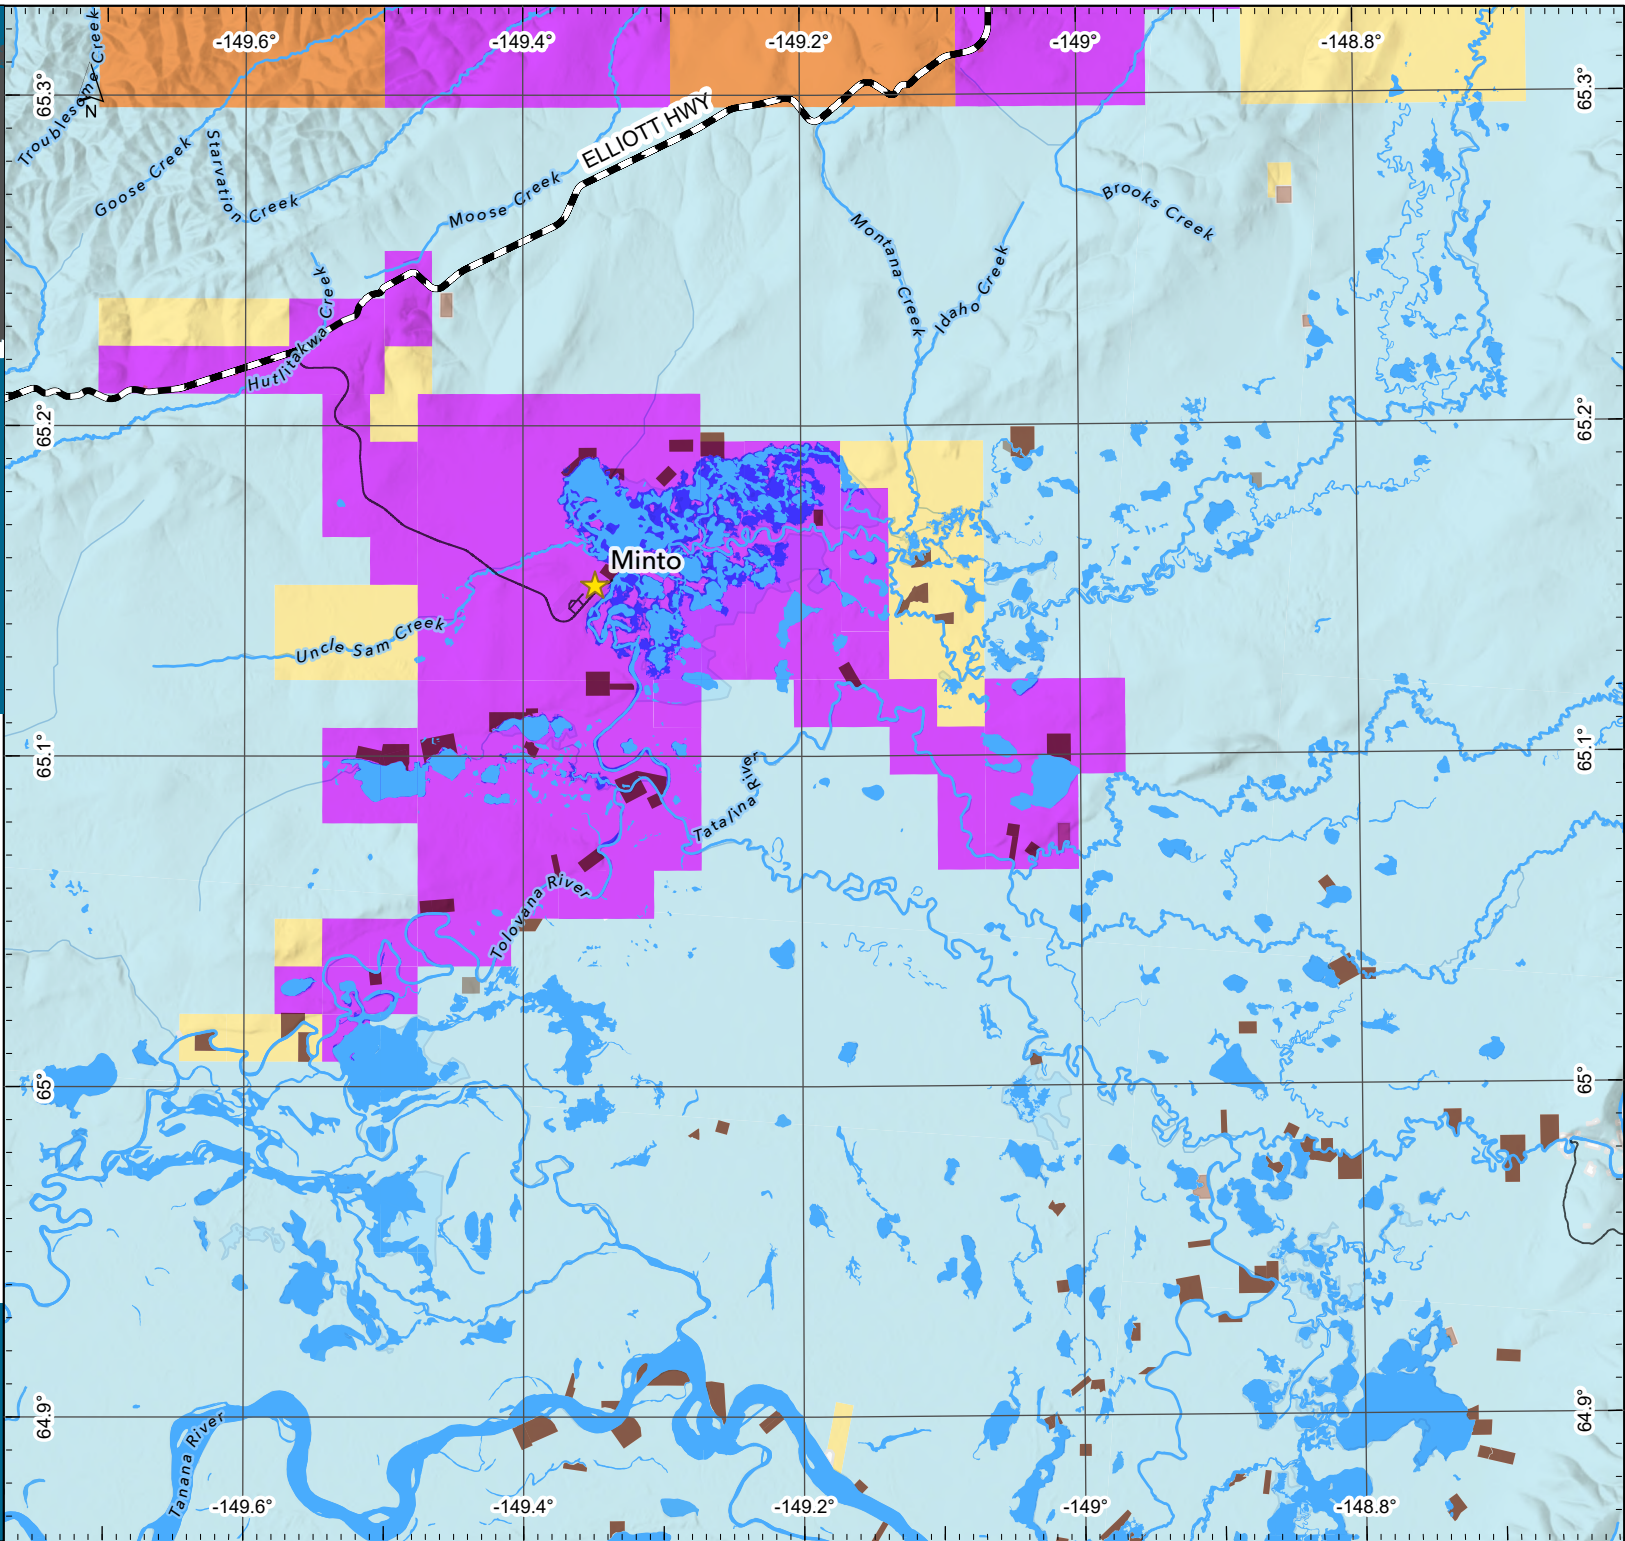 -149.6°
-149.4°
-149.2°
-149°
-148.8°
65.3°
65.3°
N
Troublesome Creek
Goose Creek
Starvation Creek
Moose Creek
ELLIOTT HWY
Montana Creek
Idaho Creek
Brooks Creek
Hutlitakwa Creek
65.2°
65.2°
Minto
Uncle Sam Creek
65.1°
65.1°
Tatalina River
Tolovana River
65°
65°
64.9°
64.9°
Tanana River
-149.6°
-149.4°
-149.2°
-149°
-148.8°